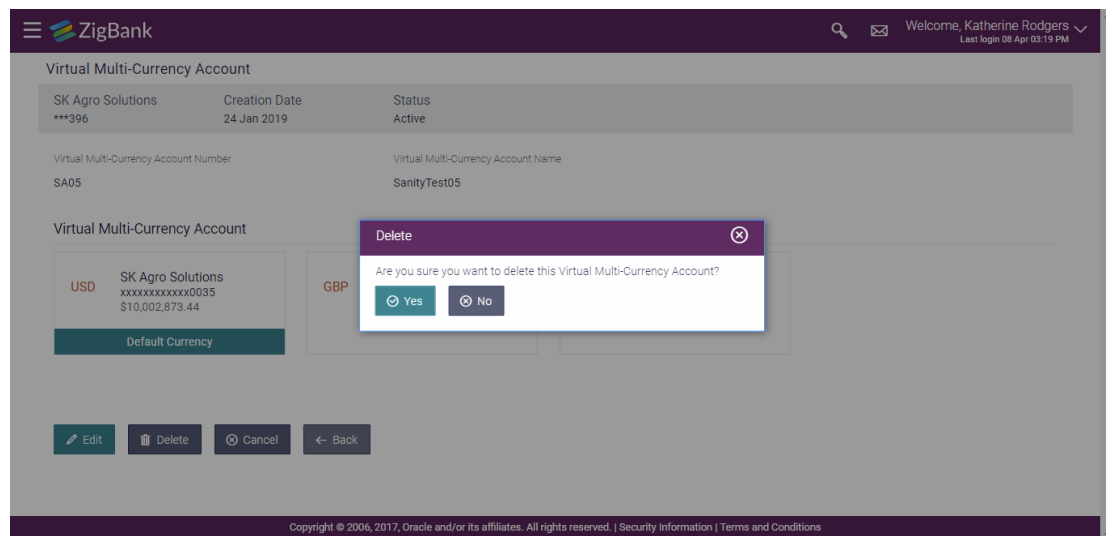 ZigBank
Welcome, Katherine Rodgers
Last login 08 Apr 03:19 PM
Virtual Multi-Currency Account
SK Agro Solutions
***396
Creation Date
24 Jan 2019
Status
Active
Virtual Multi-Currency Account Number
SA05
Virtual Multi-Currency Account Name
SanityTest05
Virtual Multi-Currency Account
USD
SK Agro Solutions
xxxxxxxxxxxx0035
$10,002,873.44
Default Currency
GBP
Delete
Are you sure you want to delete this Virtual Multi-Currency Account?
Yes
No
Edit
Delete
Cancel
Back
Copyright © 2006, 2017, Oracle and/or its affiliates. All rights reserved. | Security Information | Terms and Conditions